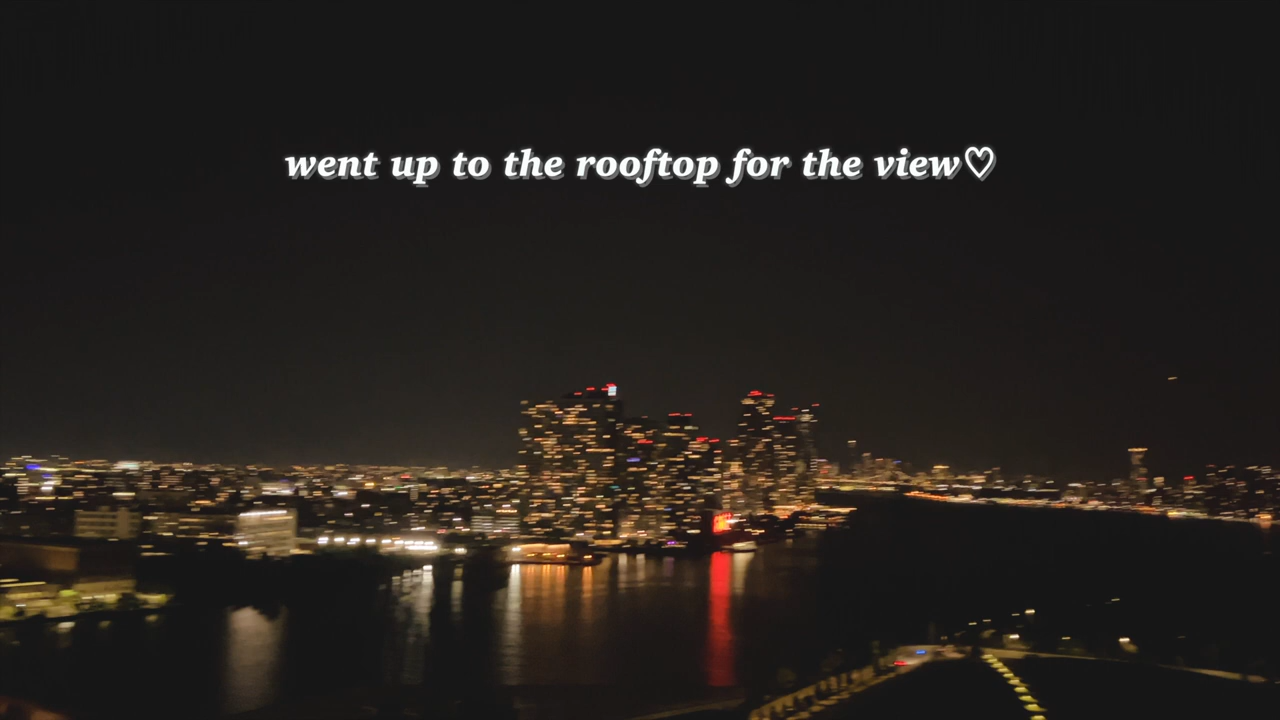 went up to the rooftop for the view♡